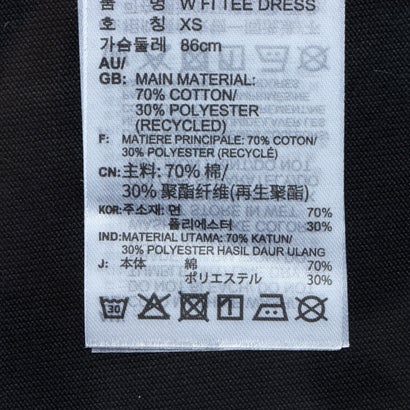 품 명 W FI TEE DRESS
호 칭 XS
가슴둘레 86cm
AU/
GB: MAIN MATERIAL:
70% COTTON/
30% POLYESTER
(RECYCLED)
F: MATIERE PRINCIPALE: 70% COTON/
30% POLYESTER (RECYCLÉ)
CN: 主料: 70% 棉/
30% 聚酯纤维(再生聚酯)
KOR: 주소재: 면 70%
폴리에스터 30%
IND: MATERIAL UTAMA: 70% KATUN/
30% POLYESTER HASIL DAUR ULANG
J: 本体 綿 70%
ポリエステル 30%
30